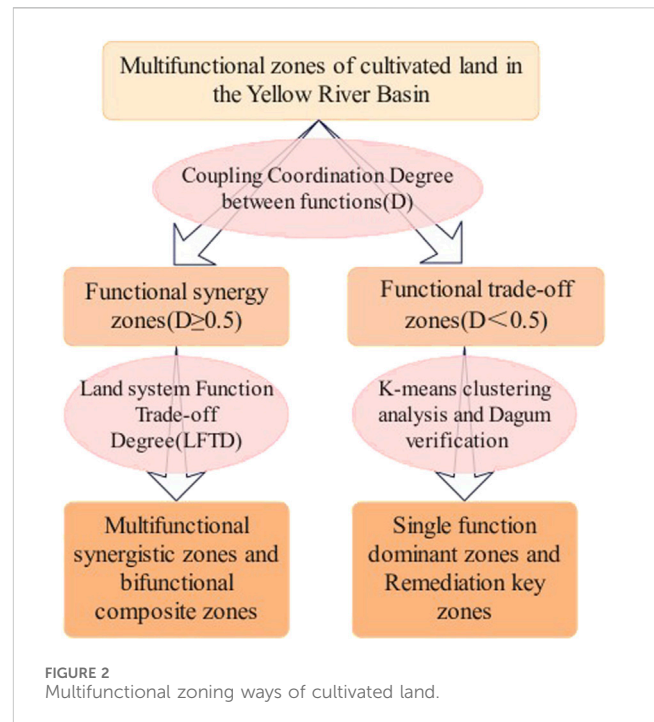 Multifunctional zones of cultivated land in
the Yellow River Basin
Coupling Coordination Degree
between functions(D)
Functional synergy
zones(D≥0.5)
Functional trade-off
zones(D<0.5)
Land system Function
Trade-off
Degree(LFTD)
K-means clustering
analysis and Dagum
verification
Multifunctional
synergistic zones and
bifunctional
composite zones
Single function
dominant zones and
Remediation key
zones
FIGURE 2
Multifunctional zoning ways of cultivated land.